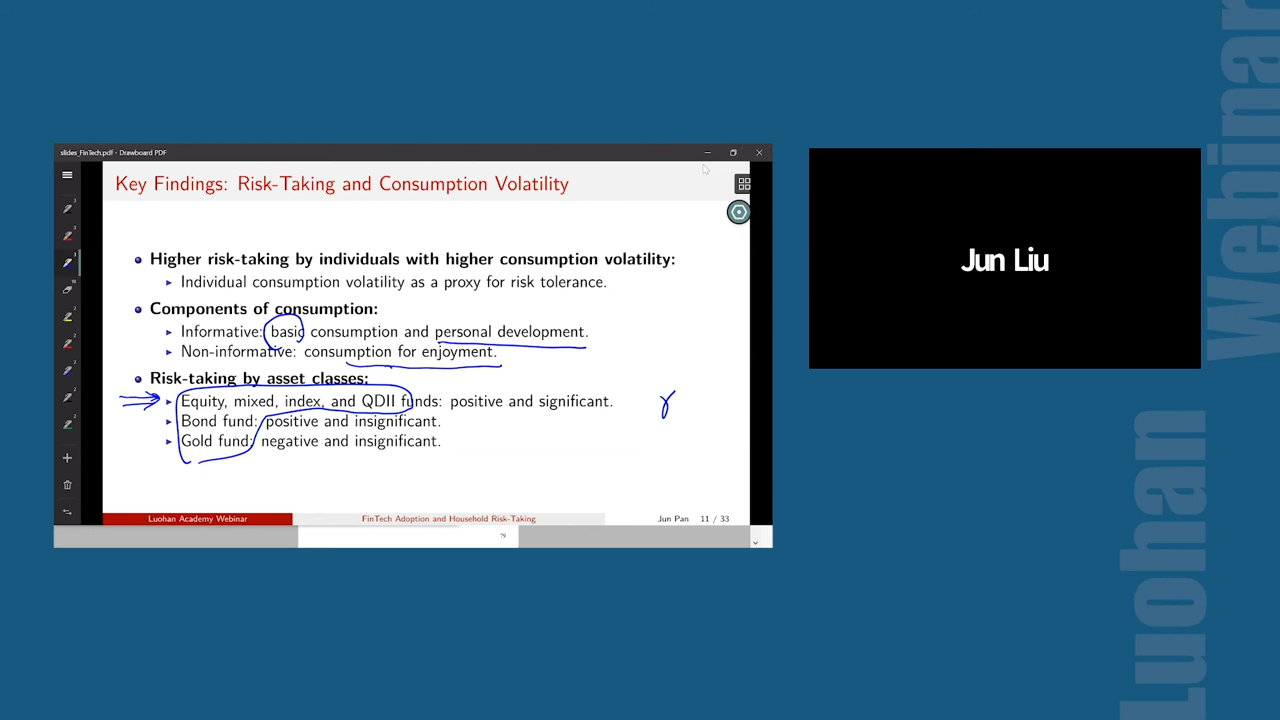 slides_FinTech.pdf - Drawboard PDF
Key Findings: Risk-Taking and Consumption Volatility
Higher risk-taking by individuals with higher consumption volatility:
Individual consumption volatility as a proxy for risk tolerance.
Components of consumption:
Informative: basic consumption and personal development.
Non-informative: consumption for enjoyment.
Risk-taking by asset classes:
Equity, mixed, index, and QDII funds: positive and significant.
Bond fund: positive and insignificant.
Gold fund: negative and insignificant.
γ
Luohan Academy Webinar
FinTech Adoption and Household Risk-Taking
Jun Pan 11 / 33
79
Jun Liu
Luohan Webinar